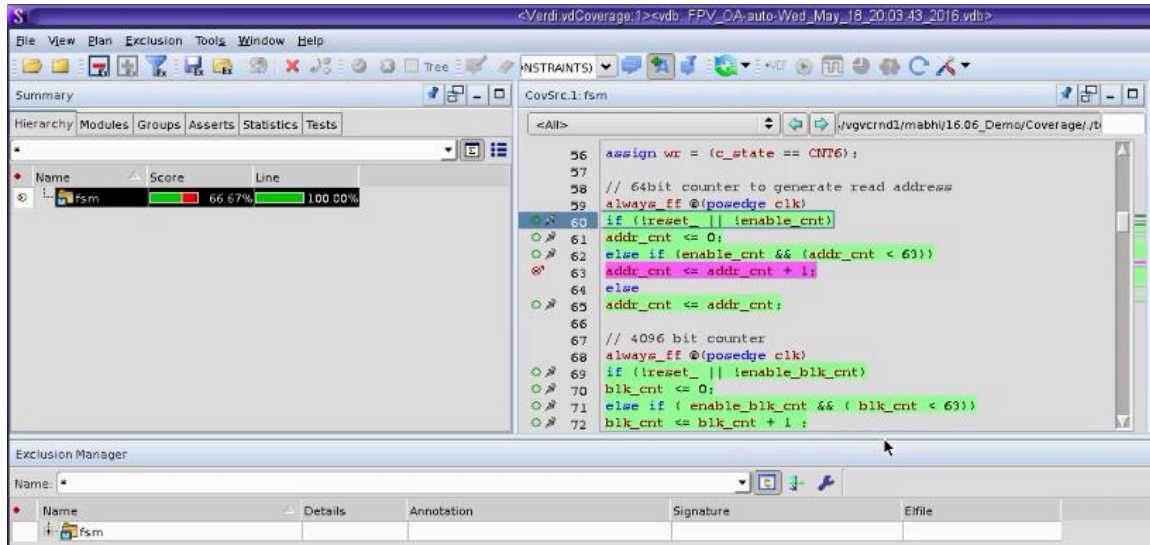 <Verdi:vdCoverage:1><vdb: FPV_OA-auto-Wed_May_18_20:03:43_2016.vdb>
File View Plan Exclusion Tools Window Help
Tree
NSTRAINTS)
Summary
Hierarchy Modules Groups Asserts Statistics Tests
*
Name Score Line
fsm 66.67% 100.00%
CovSrc.1: fsm
<All> /vgvcrnd1/mabhi/16.06_Demo/Coverage/./t
56 assign wr = (c_state == CNT6);
57
58 // 64bit counter to generate read address
59 always_ff @(posedge clk)
60 if (!reset_ || !enable_cnt)
61 addr_cnt <= 0;
62 else if (enable_cnt && (addr_cnt < 63))
63 addr_cnt <= addr_cnt + 1;
64 else
65 addr_cnt <= addr_cnt;
66
67 // 4096 bit counter
68 always_ff @(posedge clk)
69 if (!reset_ || !enable_blk_cnt)
70 blk_cnt <= 0;
71 else if ( enable_blk_cnt && ( blk_cnt < 63))
72 blk_cnt <= blk_cnt + 1 ;
Exclusion Manager
Name: *
Name Details Annotation Signature Elfile
fsm